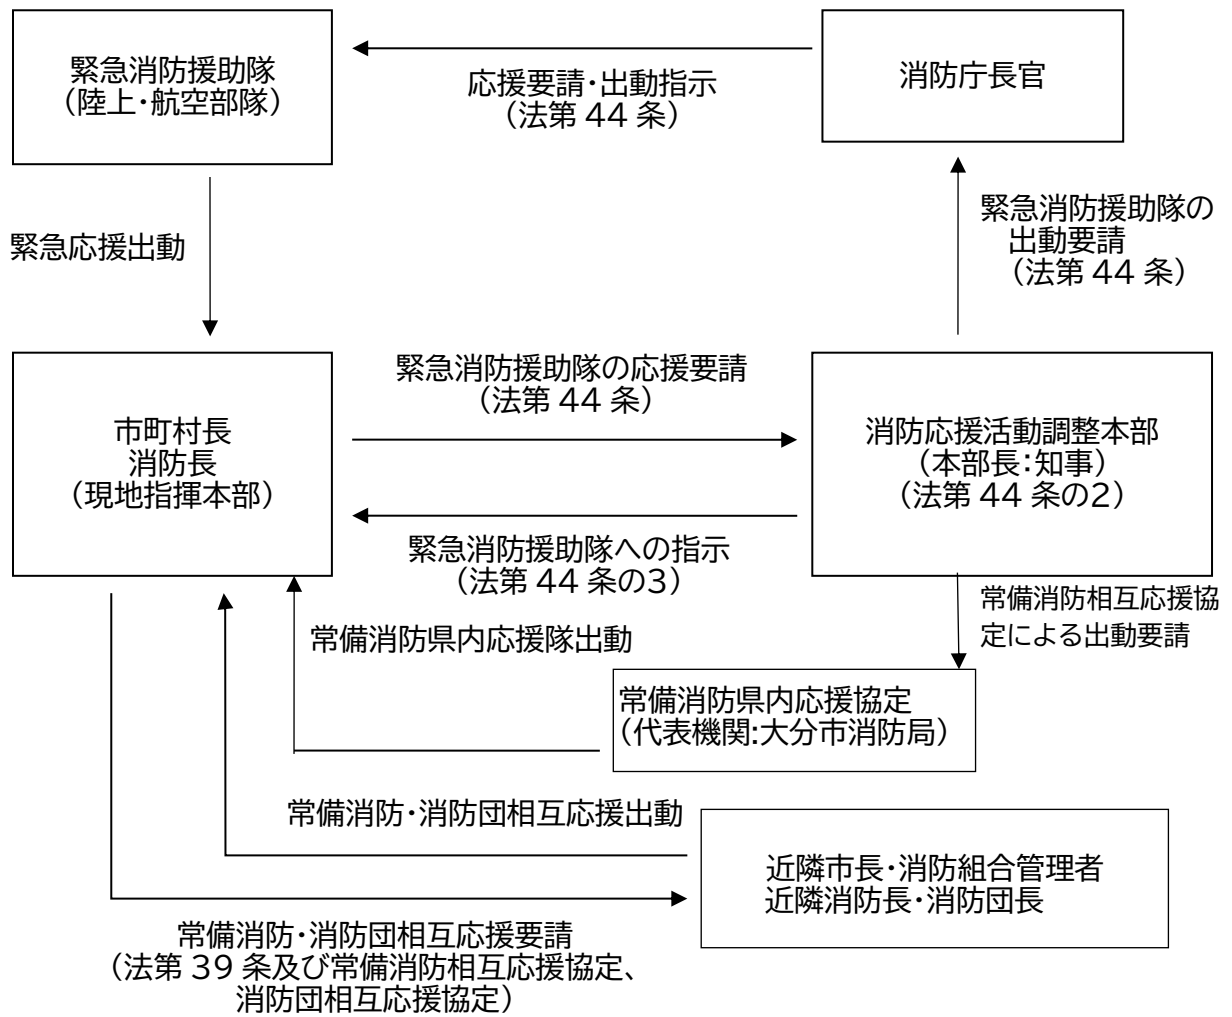 緊急消防援助隊
（陸上・航空部隊）
応援要請・出動指示
（法第 44 条）
消防庁長官
緊急応援出動
緊急消防援助隊の
出動要請
（法第 44 条）
市町村長
消防長
（現地指揮本部）
緊急消防援助隊の応援要請
（法第 44 条）
消防応援活動調整本部
（本部長：知事）
（法第 44 条の2）
緊急消防援助隊への指示
（法第 44 条の3）
常備消防相互応援協
定による出動要請
常備消防県内応援隊出動
常備消防県内応援協定
（代表機関:大分市消防局）
常備消防・消防団相互応援出動
近隣市長・消防組合管理者
近隣消防長・消防団長
常備消防・消防団相互応援要請
（法第 39 条及び常備消防相互応援協定、
消防団相互応援協定）